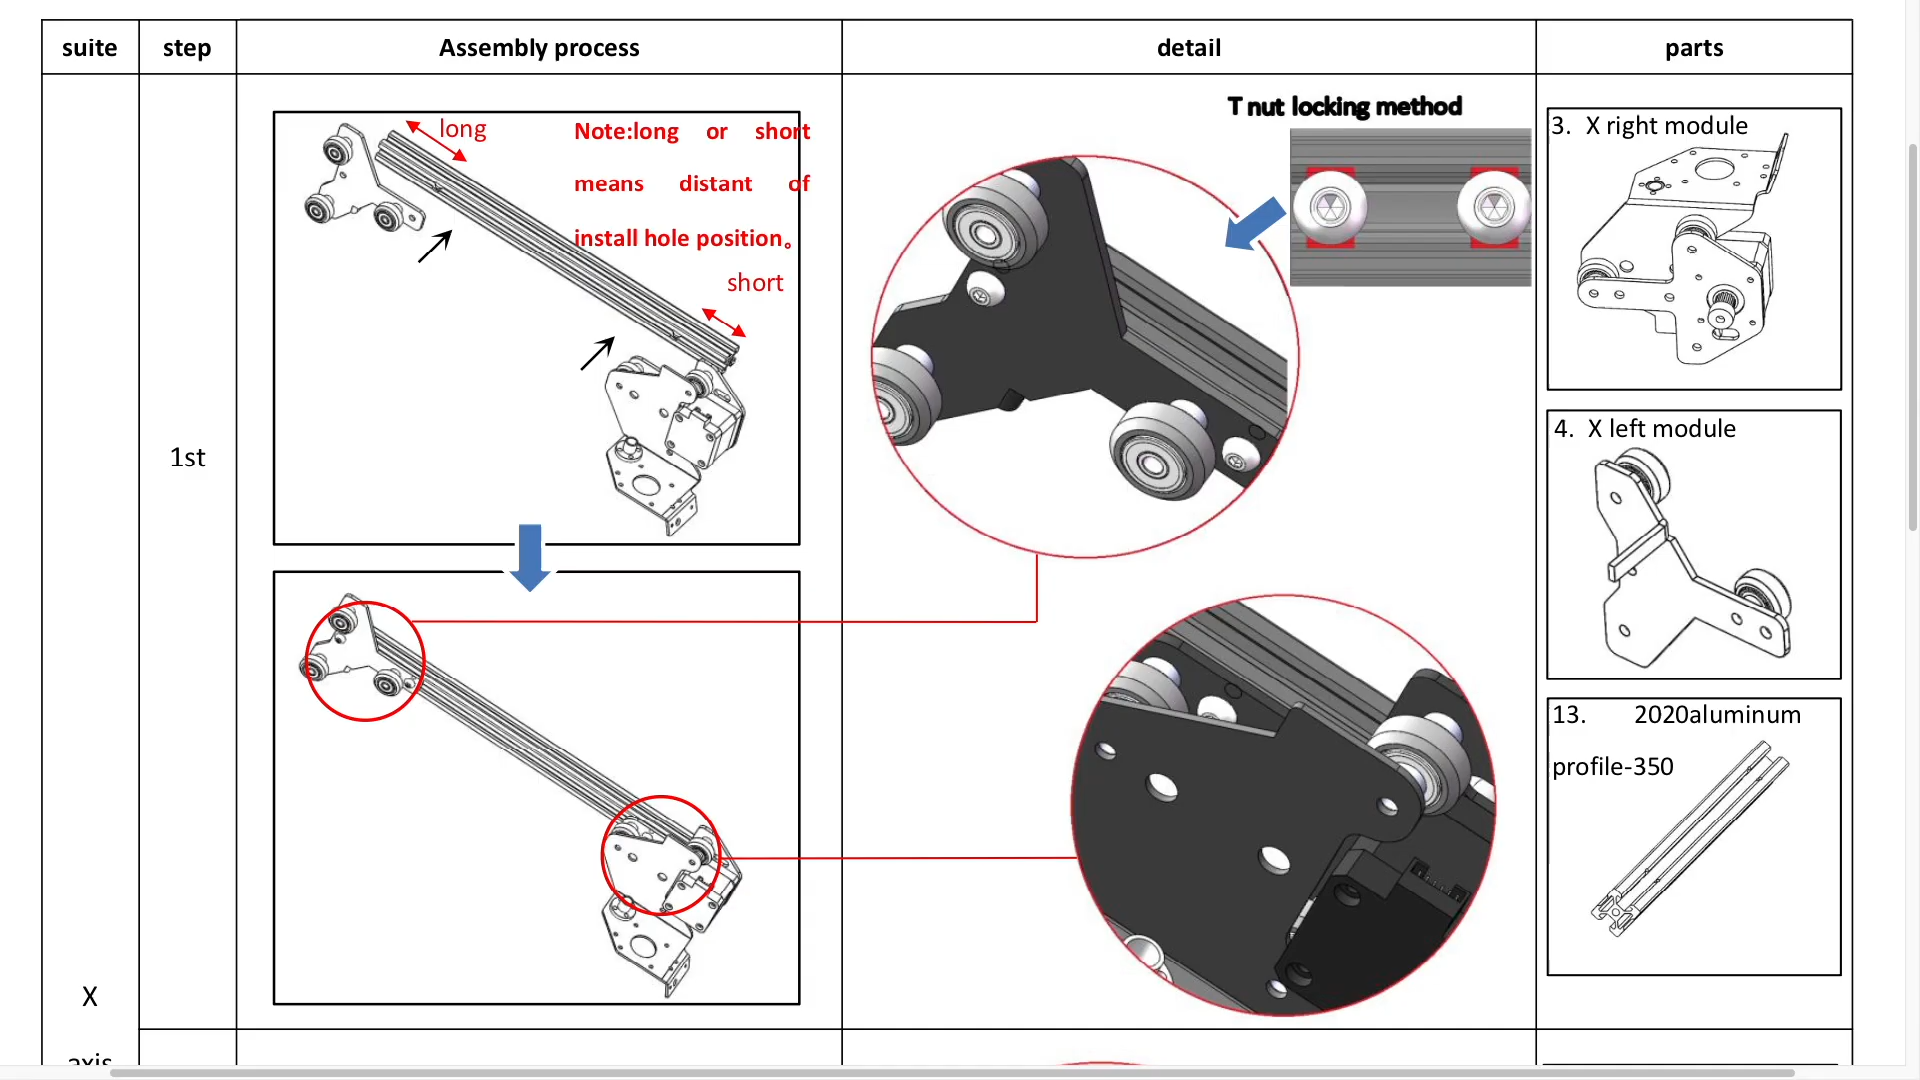 suite step Assembly process detail parts
T nut locking method
long
Note:long or short
means distant of
install hole position。
short
3. X right module
4. X left module
1st
13. 2020aluminum
profile-350
X
axis